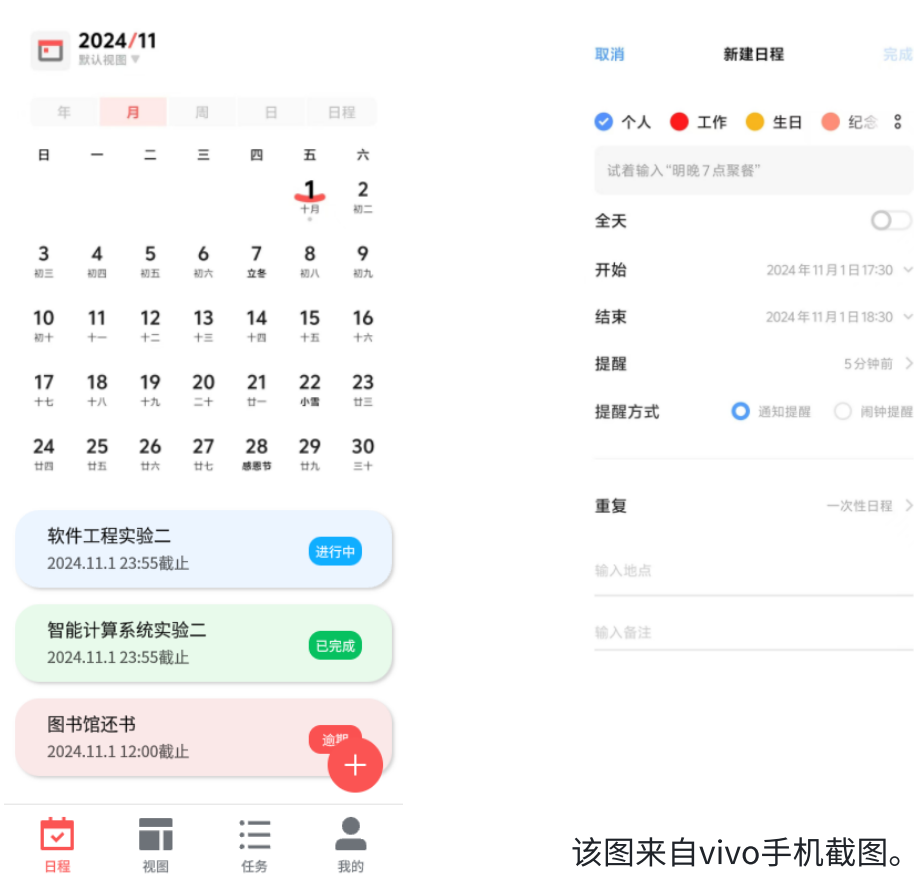 2024/11
默认视图▼
年 月 周 日 日程
日 一 二 三 四 五 六
1 2
十月 初二
3 4 5 6 7 8 9
初三 初四 初五 初六 立冬 初八 初九
10 11 12 13 14 15 16
初十 十一 十二 十三 十四 十五 十六
17 18 19 20 21 22 23
十七 十八 十九 二十 廿一 小雪 廿三
24 25 26 27 28 29 30
廿四 廿五 廿六 廿七 感恩节 廿九 三十
软件工程实验二
2024.11.1 23:55截止
进行中
智能计算系统实验二
2024.11.1 23:55截止
已完成
图书馆还书
2024.11.1 12:00截止
逾期
日程 视图 任务 我的
取消 新建日程 完成
个人 工作 生日 纪念
试着输入“明晚7点聚餐”
全天
开始 2024年11月1日17:30
结束 2024年11月1日18:30
提醒 5分钟前
提醒方式 通知提醒 闹钟提醒
重复 一次性日程
输入地点
输入备注
该图来自vivo手机截图。